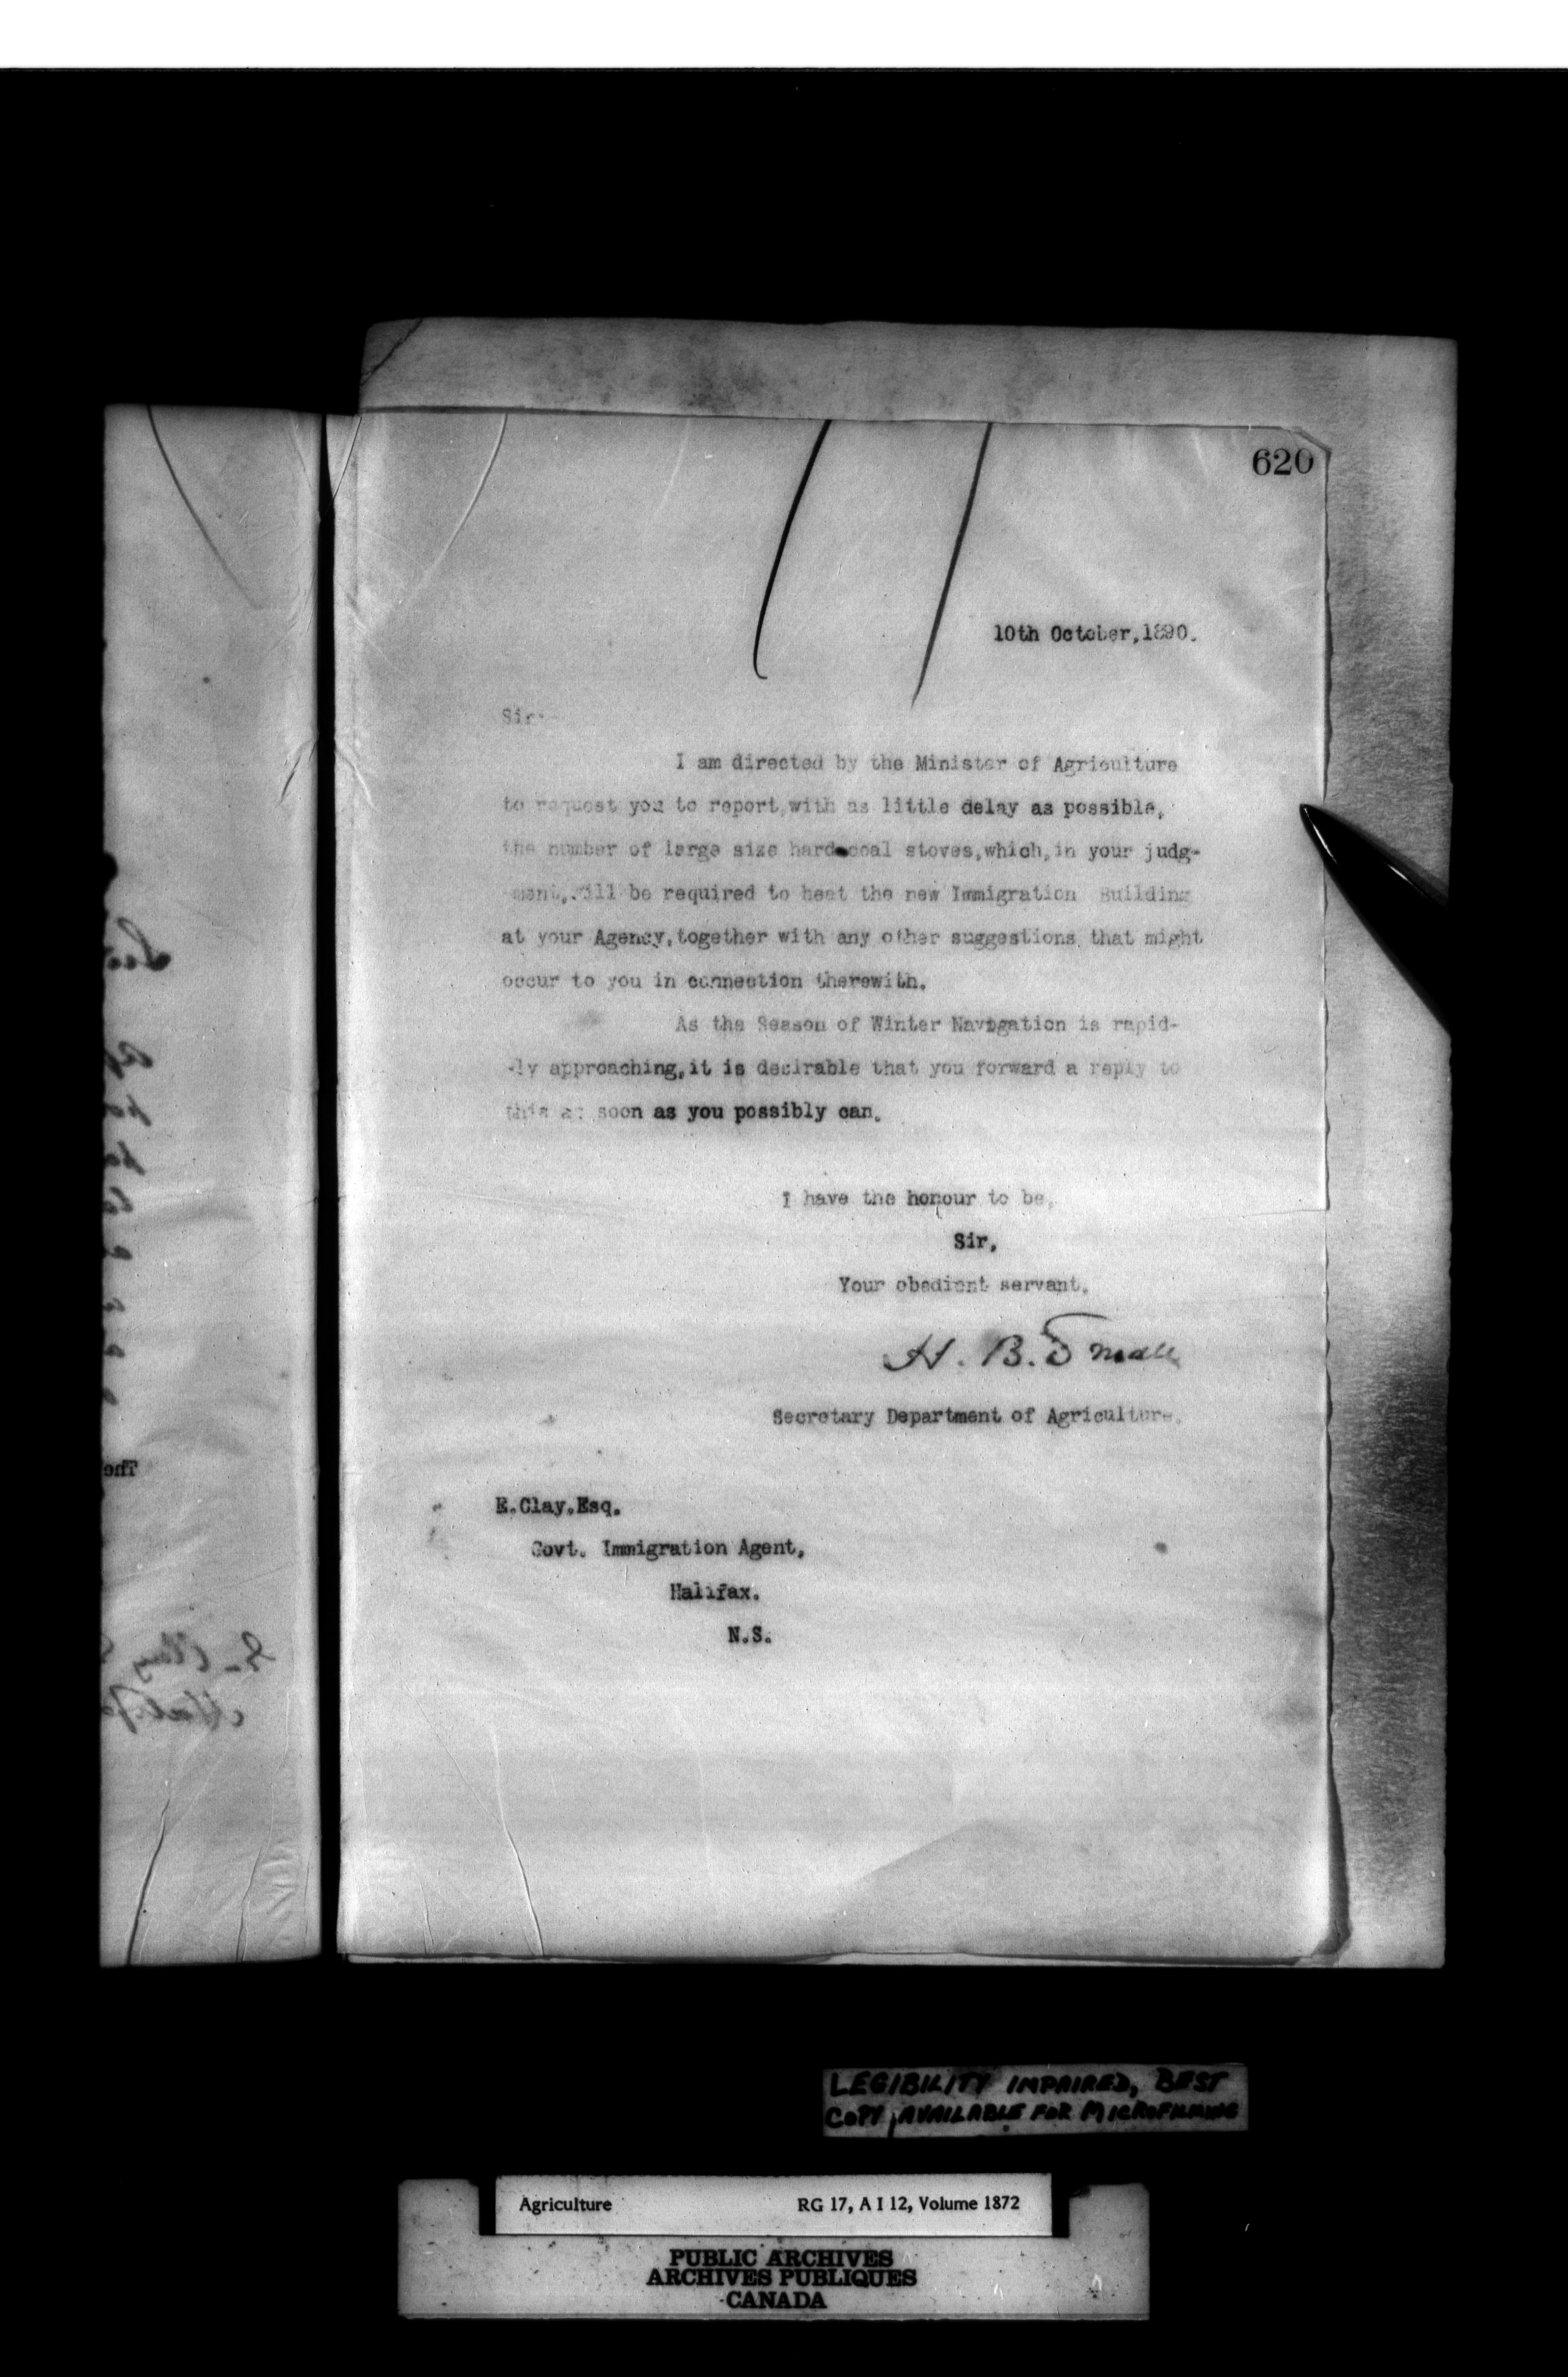 620
10th October,1890.
Sir:-
I am directed by the Minister of Agriculture
to request you to report,with as little delay as possible,
the number of large size hard coal stoves,which,in your judg-
-ment,will be required to heat the new Immigration Building
at your Agency,together with any other suggestions that might
occur to you in connection therewith.
As the Season of Winter Navigation is rapid-
-ly approaching,it is desirable that you forward a reply to
this as soon as you possibly can.
I have the honour to be,
Sir,
Your obedient servant.
H. B. Small
Secretary Department of Agriculture.
E.Clay.Esq.
Govt. Immigration Agent,
Halifax.
N.S.
LEGIBILITY IMPAIRED, BEST
COPY AVAILABLE FOR MICROFILMING
Agriculture RG 17, A I 12, Volume 1872
PUBLIC ARCHIVES
ARCHIVES PUBLIQUES
CANADA